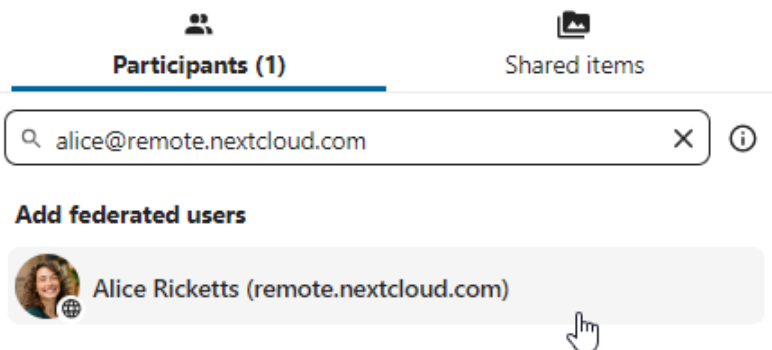 Participants (1)
Shared items
alice@remote.nextcloud.com
Add federated users
Alice Ricketts (remote.nextcloud.com)